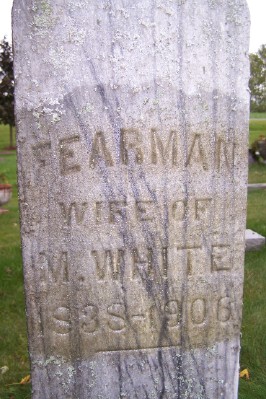 FEARMAN
WIFE OF
M. WHITE
1838-1906